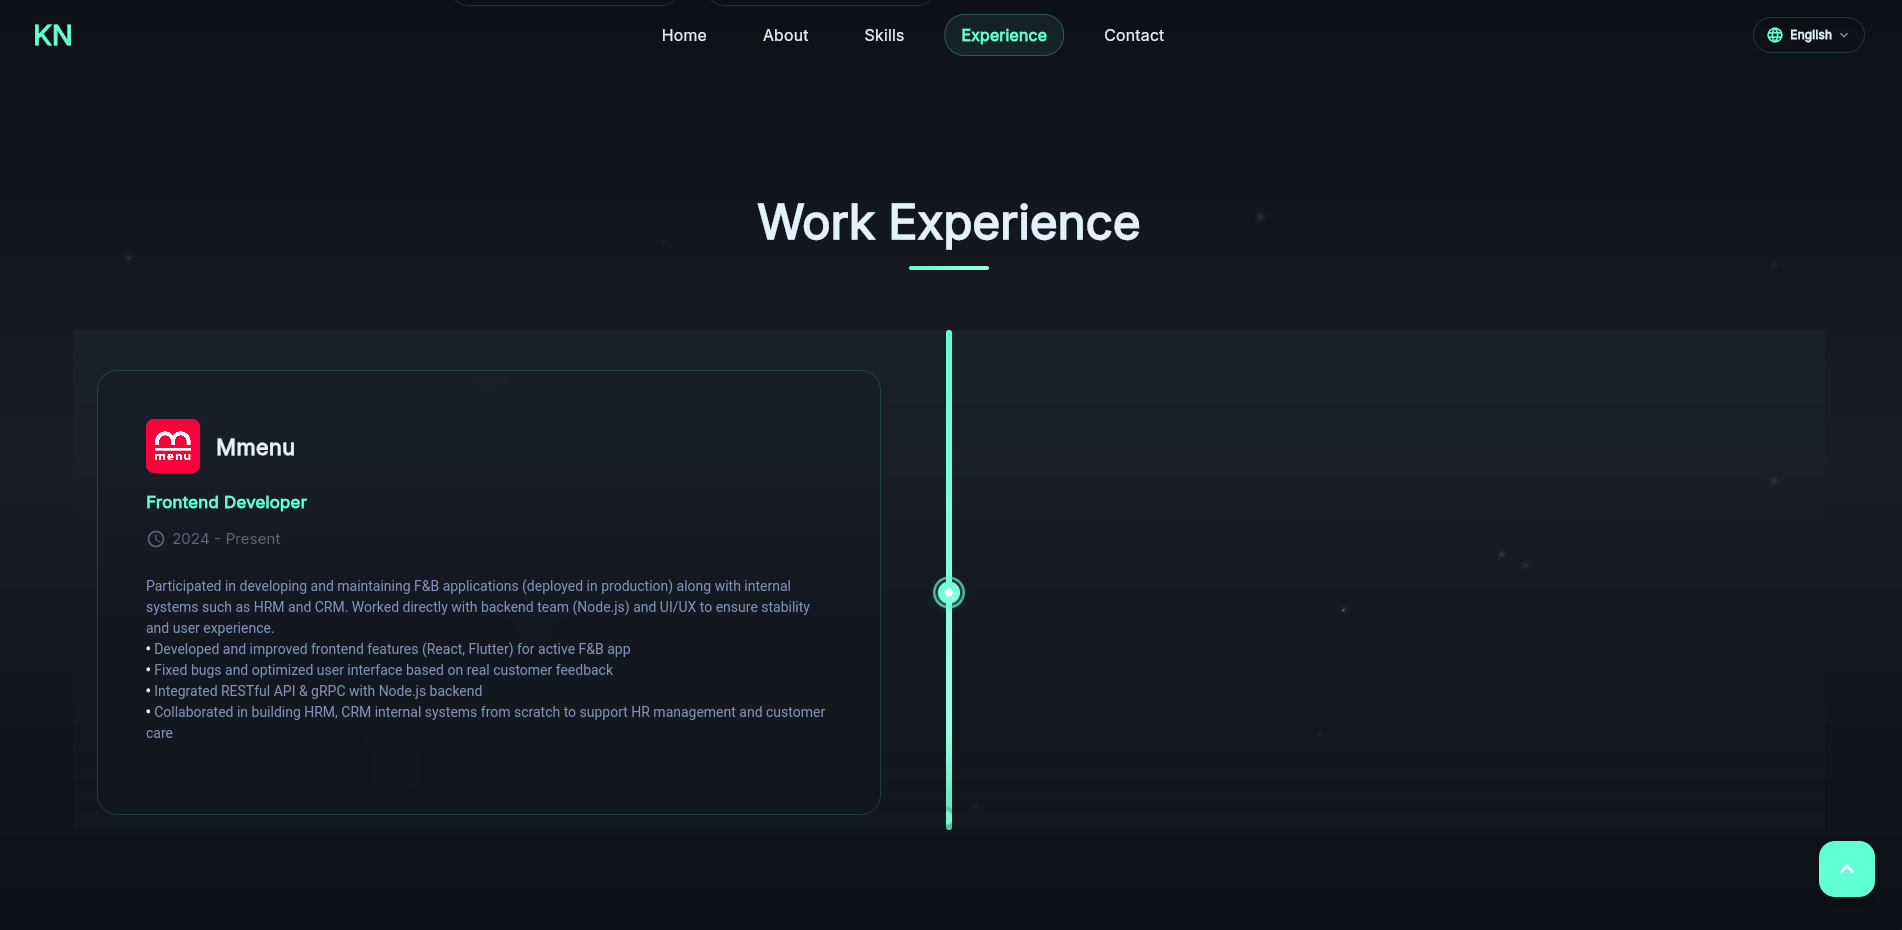 KN
Home
About
Skills
Experience
Contact
English
Work Experience
menu
Mmenu
Frontend Developer
2024 - Present
Participated in developing and maintaining F&B applications (deployed in production) along with internal
systems such as HRM and CRM. Worked directly with backend team (Node.js) and UI/UX to ensure stability
and user experience.
• Developed and improved frontend features (React, Flutter) for active F&B app
• Fixed bugs and optimized user interface based on real customer feedback
• Integrated RESTful API & gRPC with Node.js backend
• Collaborated in building HRM, CRM internal systems from scratch to support HR management and customer
care